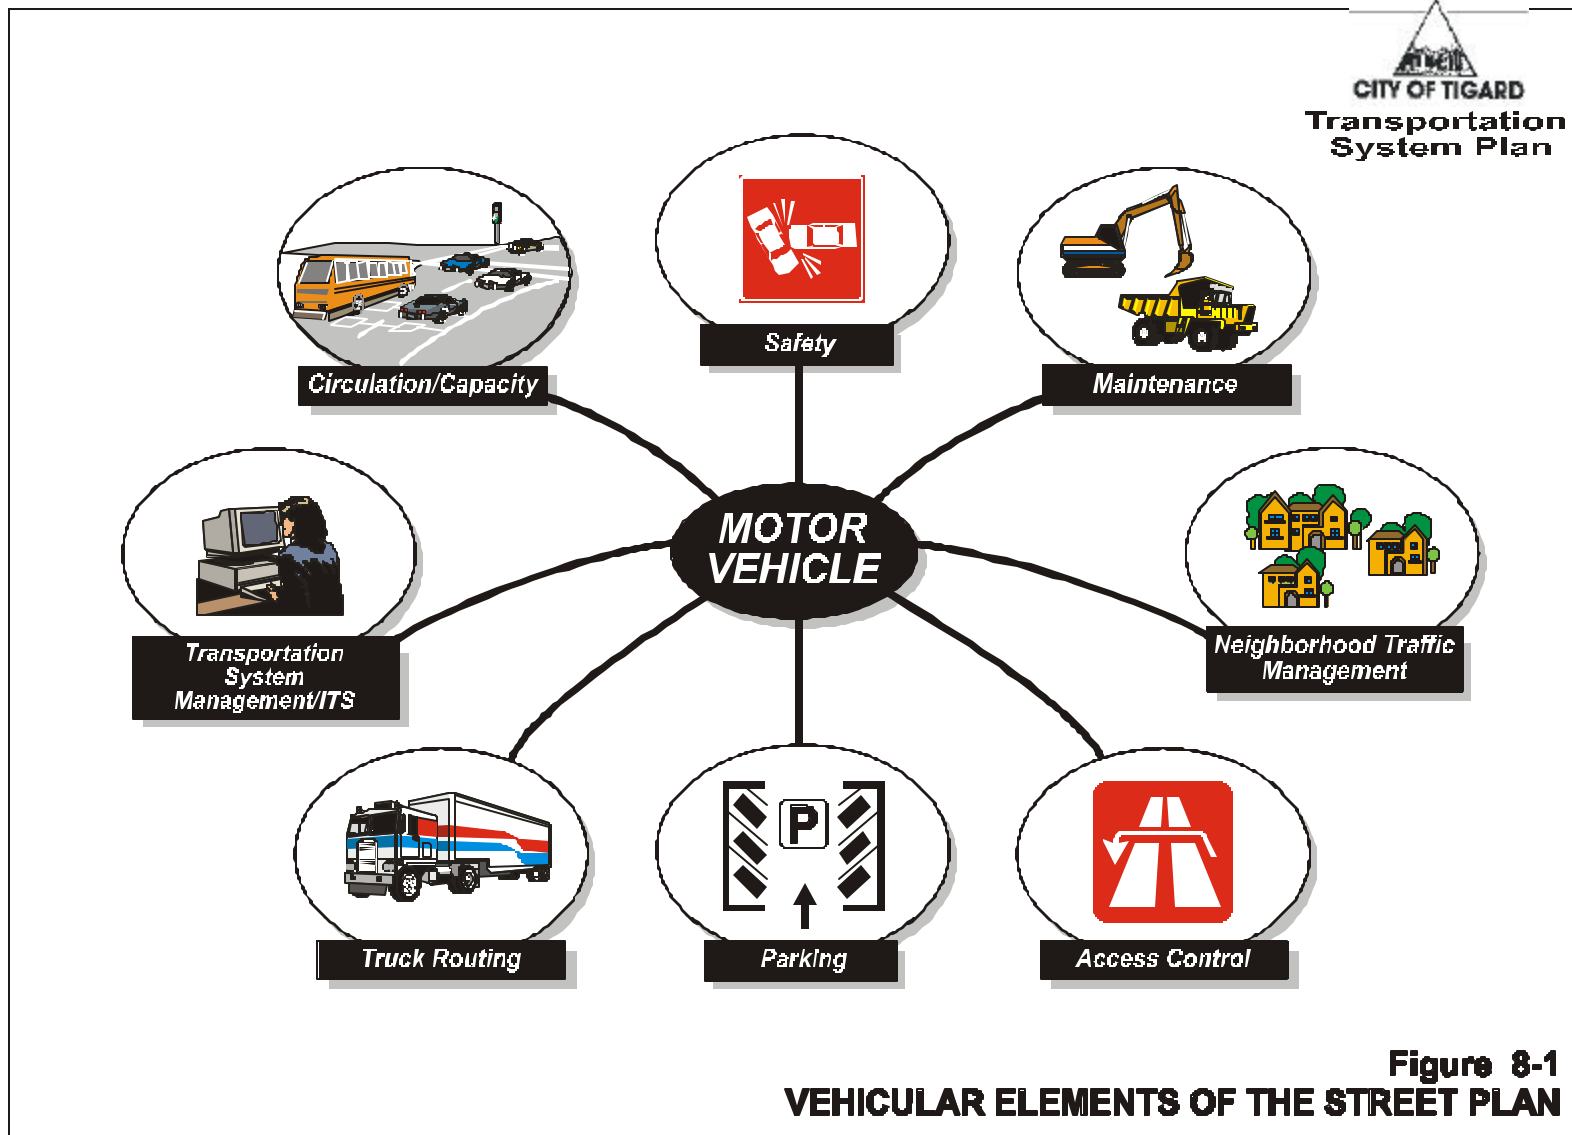 CITY OF TIGARD
Transportation
System Plan
Safety
Circulation/Capacity
Maintenance
MOTOR
VEHICLE
Transportation
System
Management/ITS
Neighborhood Traffic
Management
P
Truck Routing
Parking
Access Control
Figure 8-1
VEHICULAR ELEMENTS OF THE STREET PLAN